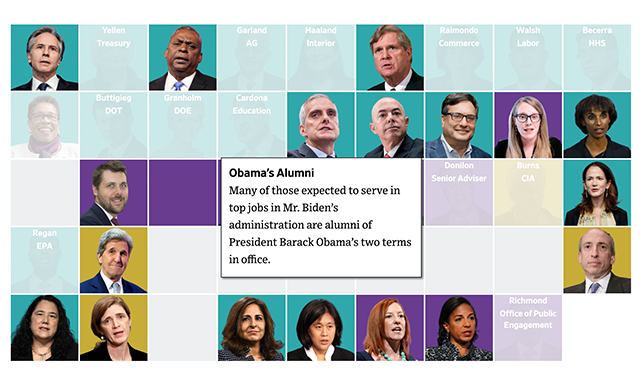 Yellen
Treasury
Garland
AG
Haaland
Interior
Raimondo
Commerce
Walsh
Labor
Becerra
HHS
Buttigieg
DOT
Granholm
DOE
Cardona
Education
Obama's Alumni
Many of those expected to serve in
top jobs in Mr. Biden's
administration are alumni of
President Barack Obama's two terms
in office.
Donilon
Senior Adviser
Burns
CIA
Regan
EPA
Richmond
Office of Public
Engagement